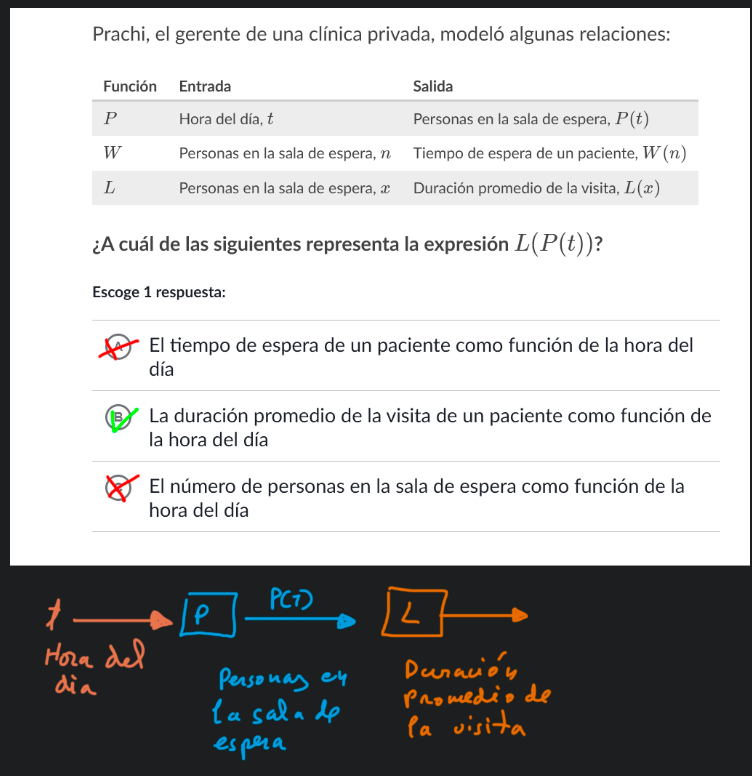 Prachi, el gerente de una clínica privada, modeló algunas relaciones:
Función Entrada Salida
P Hora del día, t Personas en la sala de espera, P(t)
W Personas en la sala de espera, n Tiempo de espera de un paciente, W(n)
L Personas en la sala de espera, x Duración promedio de la visita, L(x)
¿A cuál de las siguientes representa la expresión L(P(t))?
Escoge 1 respuesta:
A El tiempo de espera de un paciente como función de la hora del
día
B La duración promedio de la visita de un paciente como función de
la hora del día
C El número de personas en la sala de espera como función de la
hora del día
t P P(T) L
Hora del
dia
Personas en
la sala de
espera
Duración
promedio de
la visita